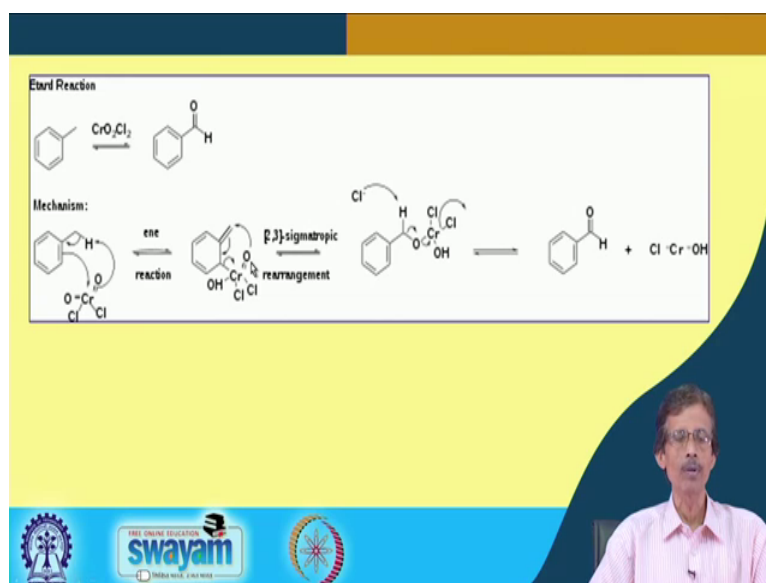 Etard Reaction
CrO2Cl2
O
H
Mechanism:
ene
reaction
H
O
O=Cr
Cl
Cl
[2,3]-sigmatropic
rearrangement
O
OH
Cr
Cl
Cl
Cl
H
Cl
Cl
O
Cr
OH
O
H
+
Cl-Cr-OH
FREE ONLINE EDUCATION
swayam